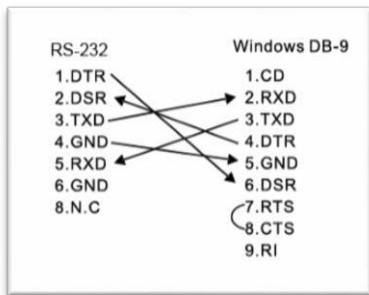 RS-232
1.DTR
2.DSR
3.TXD
4.GND
5.RXD
6.GND
8.N.C
Windows DB-9
1.CD
2.RXD
3.TXD
4.DTR
5.GND
6.DSR
7.RTS
8.CTS
9.RI